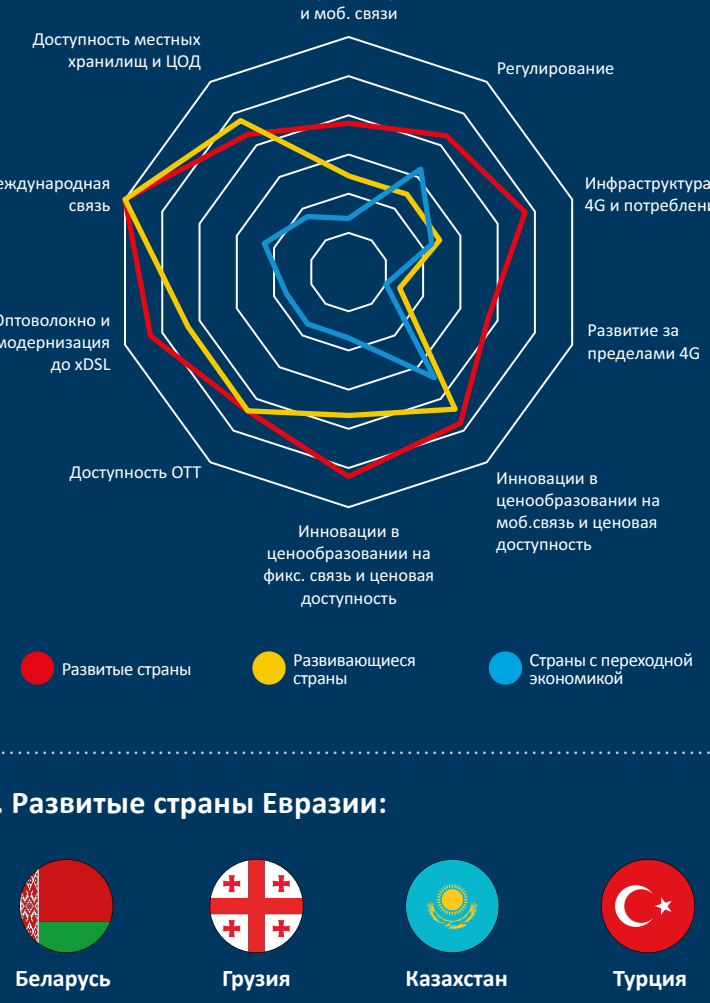 и моб. связи
Доступность местных
хранилищ и ЦОД
Регулирование
связь
Инфраструктура
4G и
Оптоволокно и
модернизация
до xDSL
Развитие за
пределами 4G
Доступность ОТТ
Инновации в
ценообразовании на
моб.связь и ценовая
доступность
Инновации в
ценообразовании на
фикс. связь и ценовая
доступность
Развитые страны
Развивающиеся
страны
Страны с переходной
экономикой
. Развитые страны Евразии:
Беларусь
Грузия
Казахстан
Турция